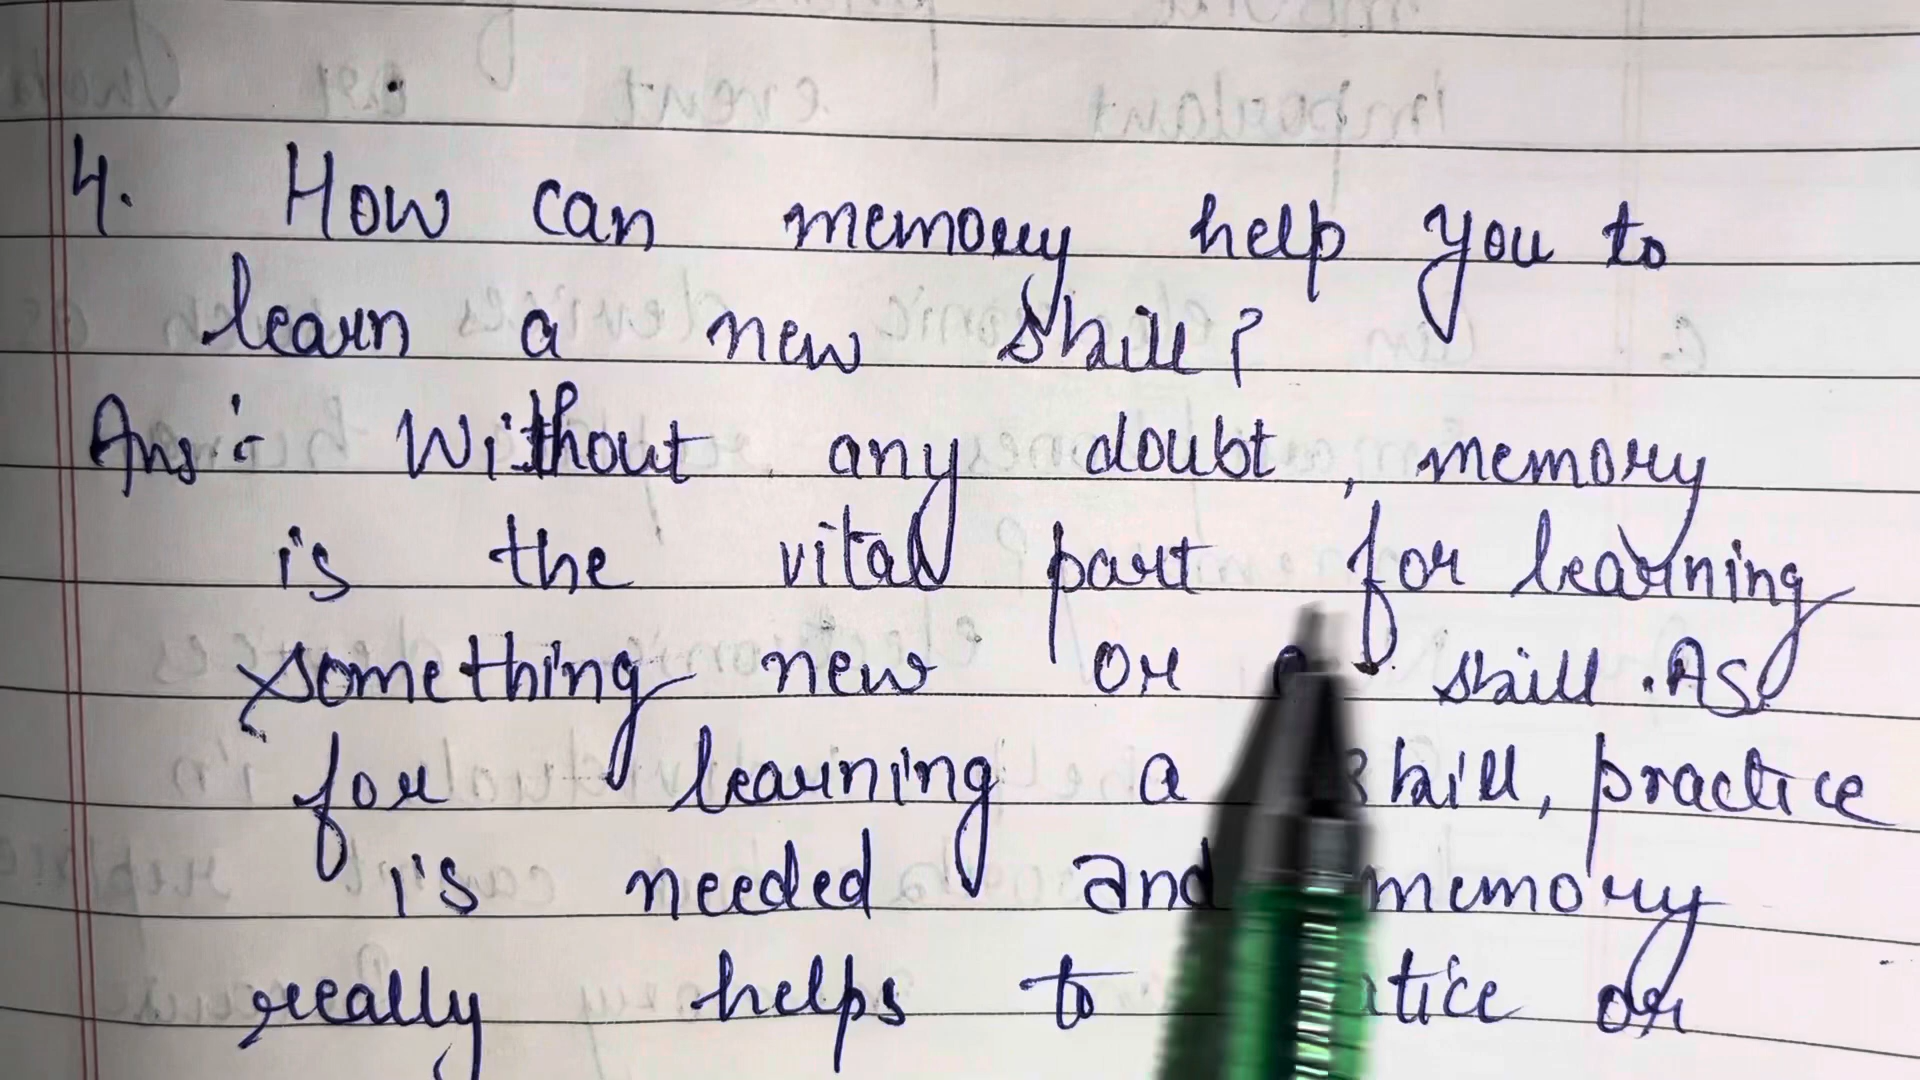 4. How can memory help you to
learn a new skill?
Ans :- Without any doubt, memory
is the vital part for learning
something new or a skill. As
for learning a skill, practice
is needed and memory
really helps to or